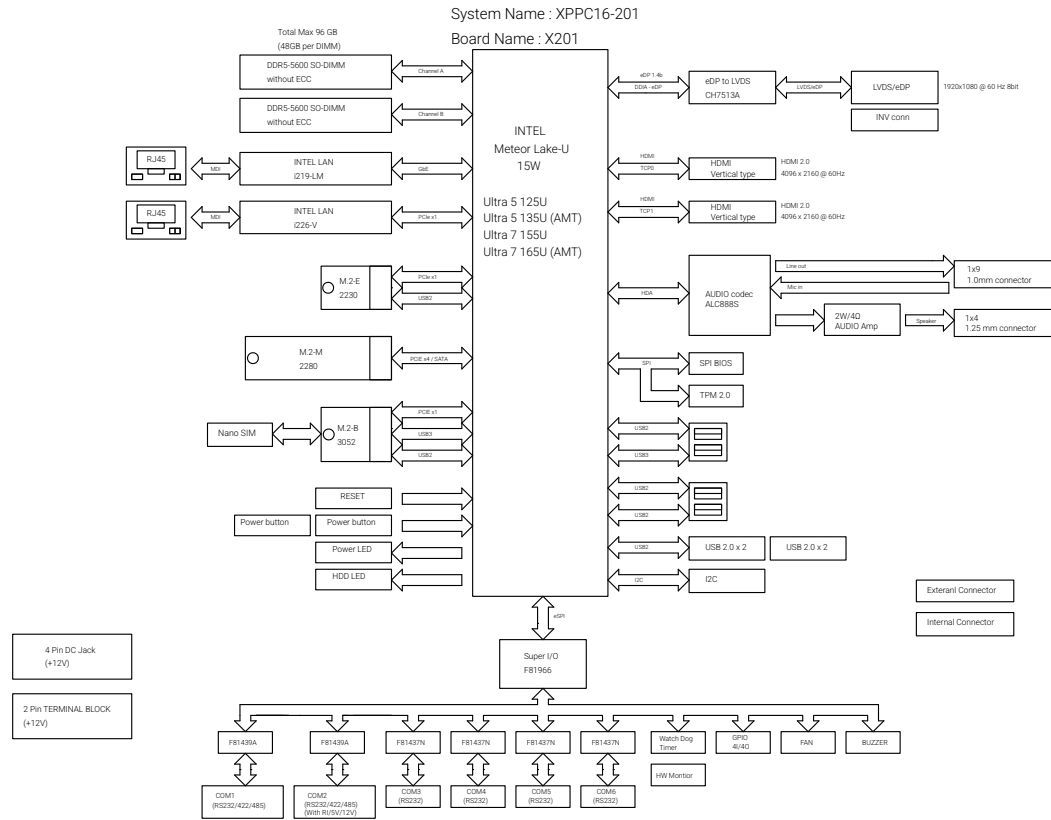 System Name : XPPC16-201
Board Name : X201
Total Max 96 GB
(48GB per DIMM)
DDR5-5600 SO-DIMM
without ECC
Channel A
DDR5-5600 SO-DIMM
without ECC
Channel B
RJ45
MDI
INTEL LAN
i219-LM
GbE
RJ45
MDI
INTEL LAN
i226-V
PCIe x1
M.2-E
2230
PCIe x1
USB2
M.2-M
2280
PCIE x4 / SATA
Nano SIM
M.2-B
3052
PCIE x1
USB3
USB2
RESET
Power button
Power button
Power LED
HDD LED
INTEL
Meteor Lake-U
15W
Ultra 5 125U
Ultra 5 135U (AMT)
Ultra 7 155U
Ultra 7 165U (AMT)
eDP 1.4b
DDIA - eDP
eDP to LVDS
CH7513A
LVDS/eDP
LVDS/eDP
1920x1080 @ 60 Hz 8bit
INV conn
HDMI
TCP0
HDMI
Vertical type
HDMI 2.0
4096 x 2160 @ 60Hz
HDMI
TCP1
HDMI
Vertical type
HDMI 2.0
4096 x 2160 @ 60Hz
HDA
AUDIO codec
ALC888S
Line out
Mic in
1x9
1.0mm connector
2W/4Ω
AUDIO Amp
Speaker
1x4
1.25 mm connector
SPI
SPI BIOS
TPM 2.0
USB2
USB3
USB2
USB2
USB2
USB 2.0 x 2
USB 2.0 x 2
I2C
I2C
Exteranl Connector
Internal Connector
eSPI
Super I/O
F81966
4 Pin DC Jack
(+12V)
2 Pin TERMINAL BLOCK
(+12V)
F81439A
F81439A
F81437N
F81437N
F81437N
F81437N
Watch Dog
Timer
GPIO
4I/4O
FAN
BUZZER
HW Montior
COM1
(RS232/422/485)
COM2
(RS232/422/485)
(With RI/5V/12V)
COM3
(RS232)
COM4
(RS232)
COM5
(RS232)
COM6
(RS232)